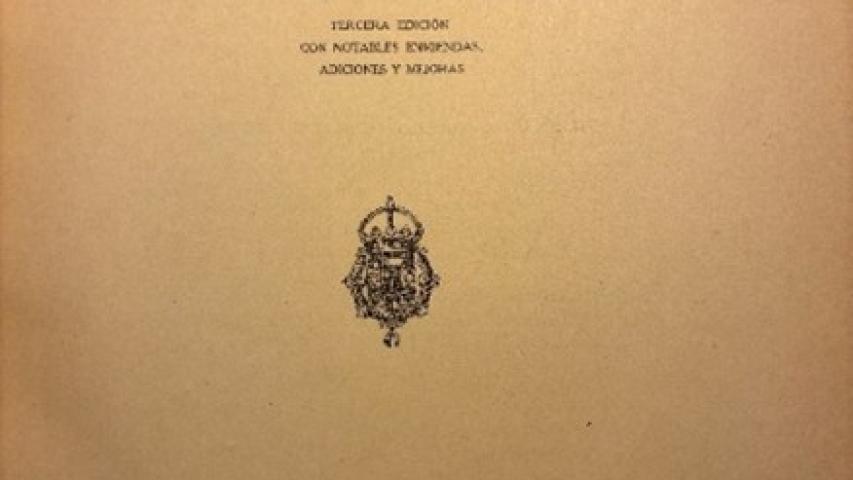 TERCERA EDICIÓN
CON NOTABLES ENMIENDAS,
ADICIONES Y MEJORAS